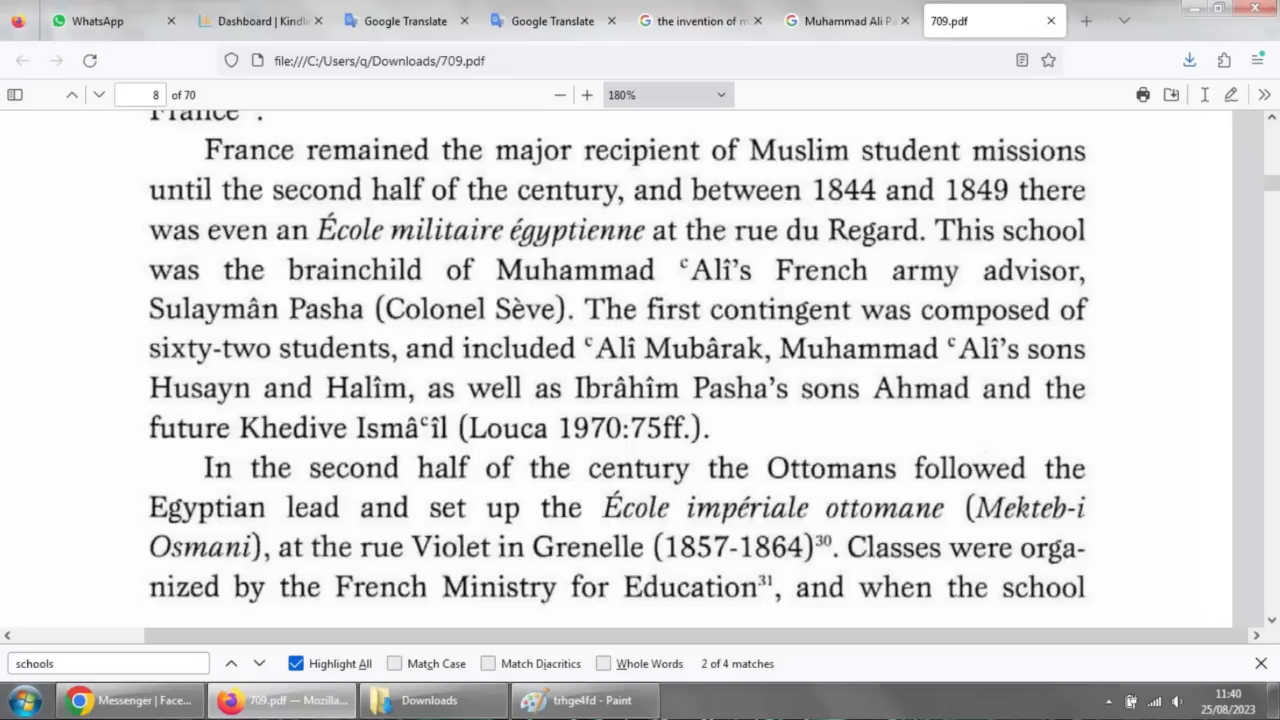 WhatsApp
Dashboard | Kindl
Google Translate
Google Translate
the invention of m
Muhammad Ali P
709.pdf
file:///C:/Users/q/Downloads/709.pdf
8 of 70
180%
France".
France remained the major recipient of Muslim student missions
until the second half of the century, and between 1844 and 1849 there
was even an École militaire égyptienne at the rue du Regard. This school
was the brainchild of Muhammad ʿAlî's French army advisor,
Sulaymân Pasha (Colonel Sève). The first contingent was composed of
sixty-two students, and included ʿAlî Mubârak, Muhammad ʿAlî's sons
Husayn and Halîm, as well as Ibrâhîm Pasha's sons Ahmad and the
future Khedive Ismâʿîl (Louca 1970:75ff.).
In the second half of the century the Ottomans followed the
Egyptian lead and set up the École impériale ottomane (Mekteb-i
Osmani), at the rue Violet in Grenelle (1857-1864)³⁰. Classes were orga-
nized by the French Ministry for Education³¹, and when the school
schools
Highlight All
Match Case
Match Diacritics
Whole Words
2 of 4 matches
Messenger | Face...
709.pdf — Mozilla...
Downloads
trhge4fd - Paint
11:40
25/08/2023